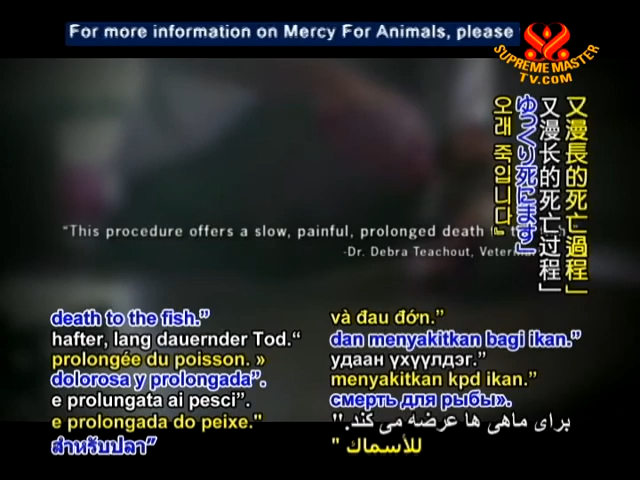 For more information on Mercy For Animals, please
SUPREME MASTER
TV.COM
又漫長的死亡過程」
又漫长的死亡过程」
ゆっくり死にます」
오래 죽입니다』
“This procedure offers a slow, painful, prolonged death
-Dr. Debra Teachout,
death to the fish.”
hafter, lang dauernder Tod.“
prolongée du poisson. »
dolorosa y prolongada”.
e prolungata ai pesci”.
e prolongada do peixe."
สำหรับปลา”
và đau đớn.”
dan menyakitkan bagi ikan.”
удаан үхүүлдэг.”
menyakitkan kpd ikan.”
смерть для рыбы».
برای ماهی ها عرضه می کند."
للأسماك "